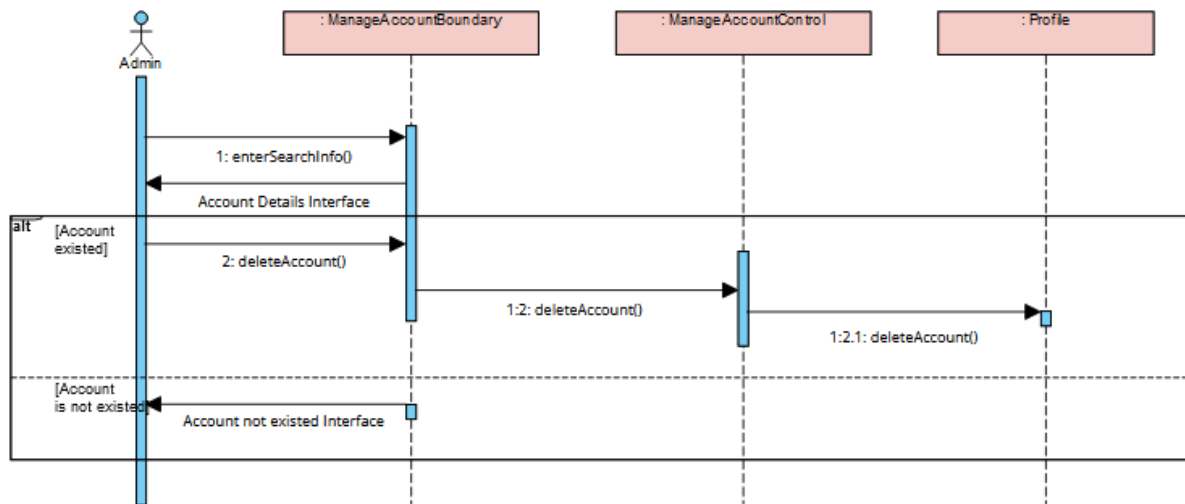 : ManageAccountBoundary
: ManageAccountControl
: Profile
Admin
1: enterSearchInfo()
Account Details Interface
alt
[Account
existed]
2: deleteAccount()
1:2: deleteAccount()
1:2.1: deleteAccount()
[Account
is not existed]
Account not existed Interface